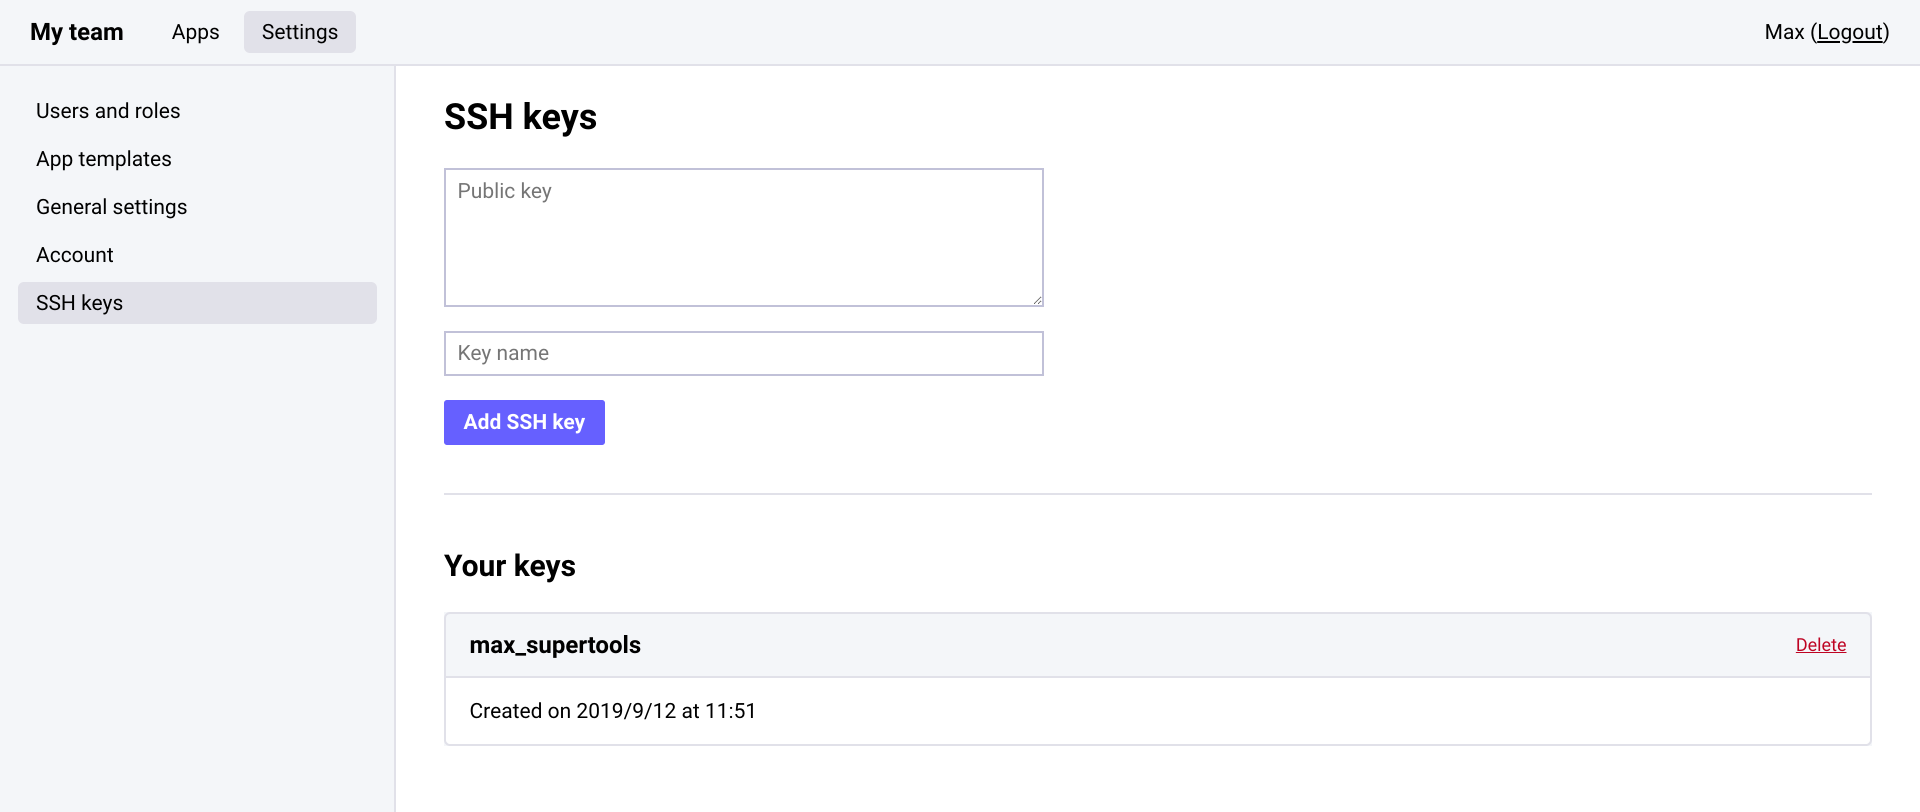 My team Apps Settings Max (Logout)
Users and roles
App templates
General settings
Account
SSH keys
SSH keys
Public key
Key name
Add SSH key
Your keys
max_supertools Delete
Created on 2019/9/12 at 11:51